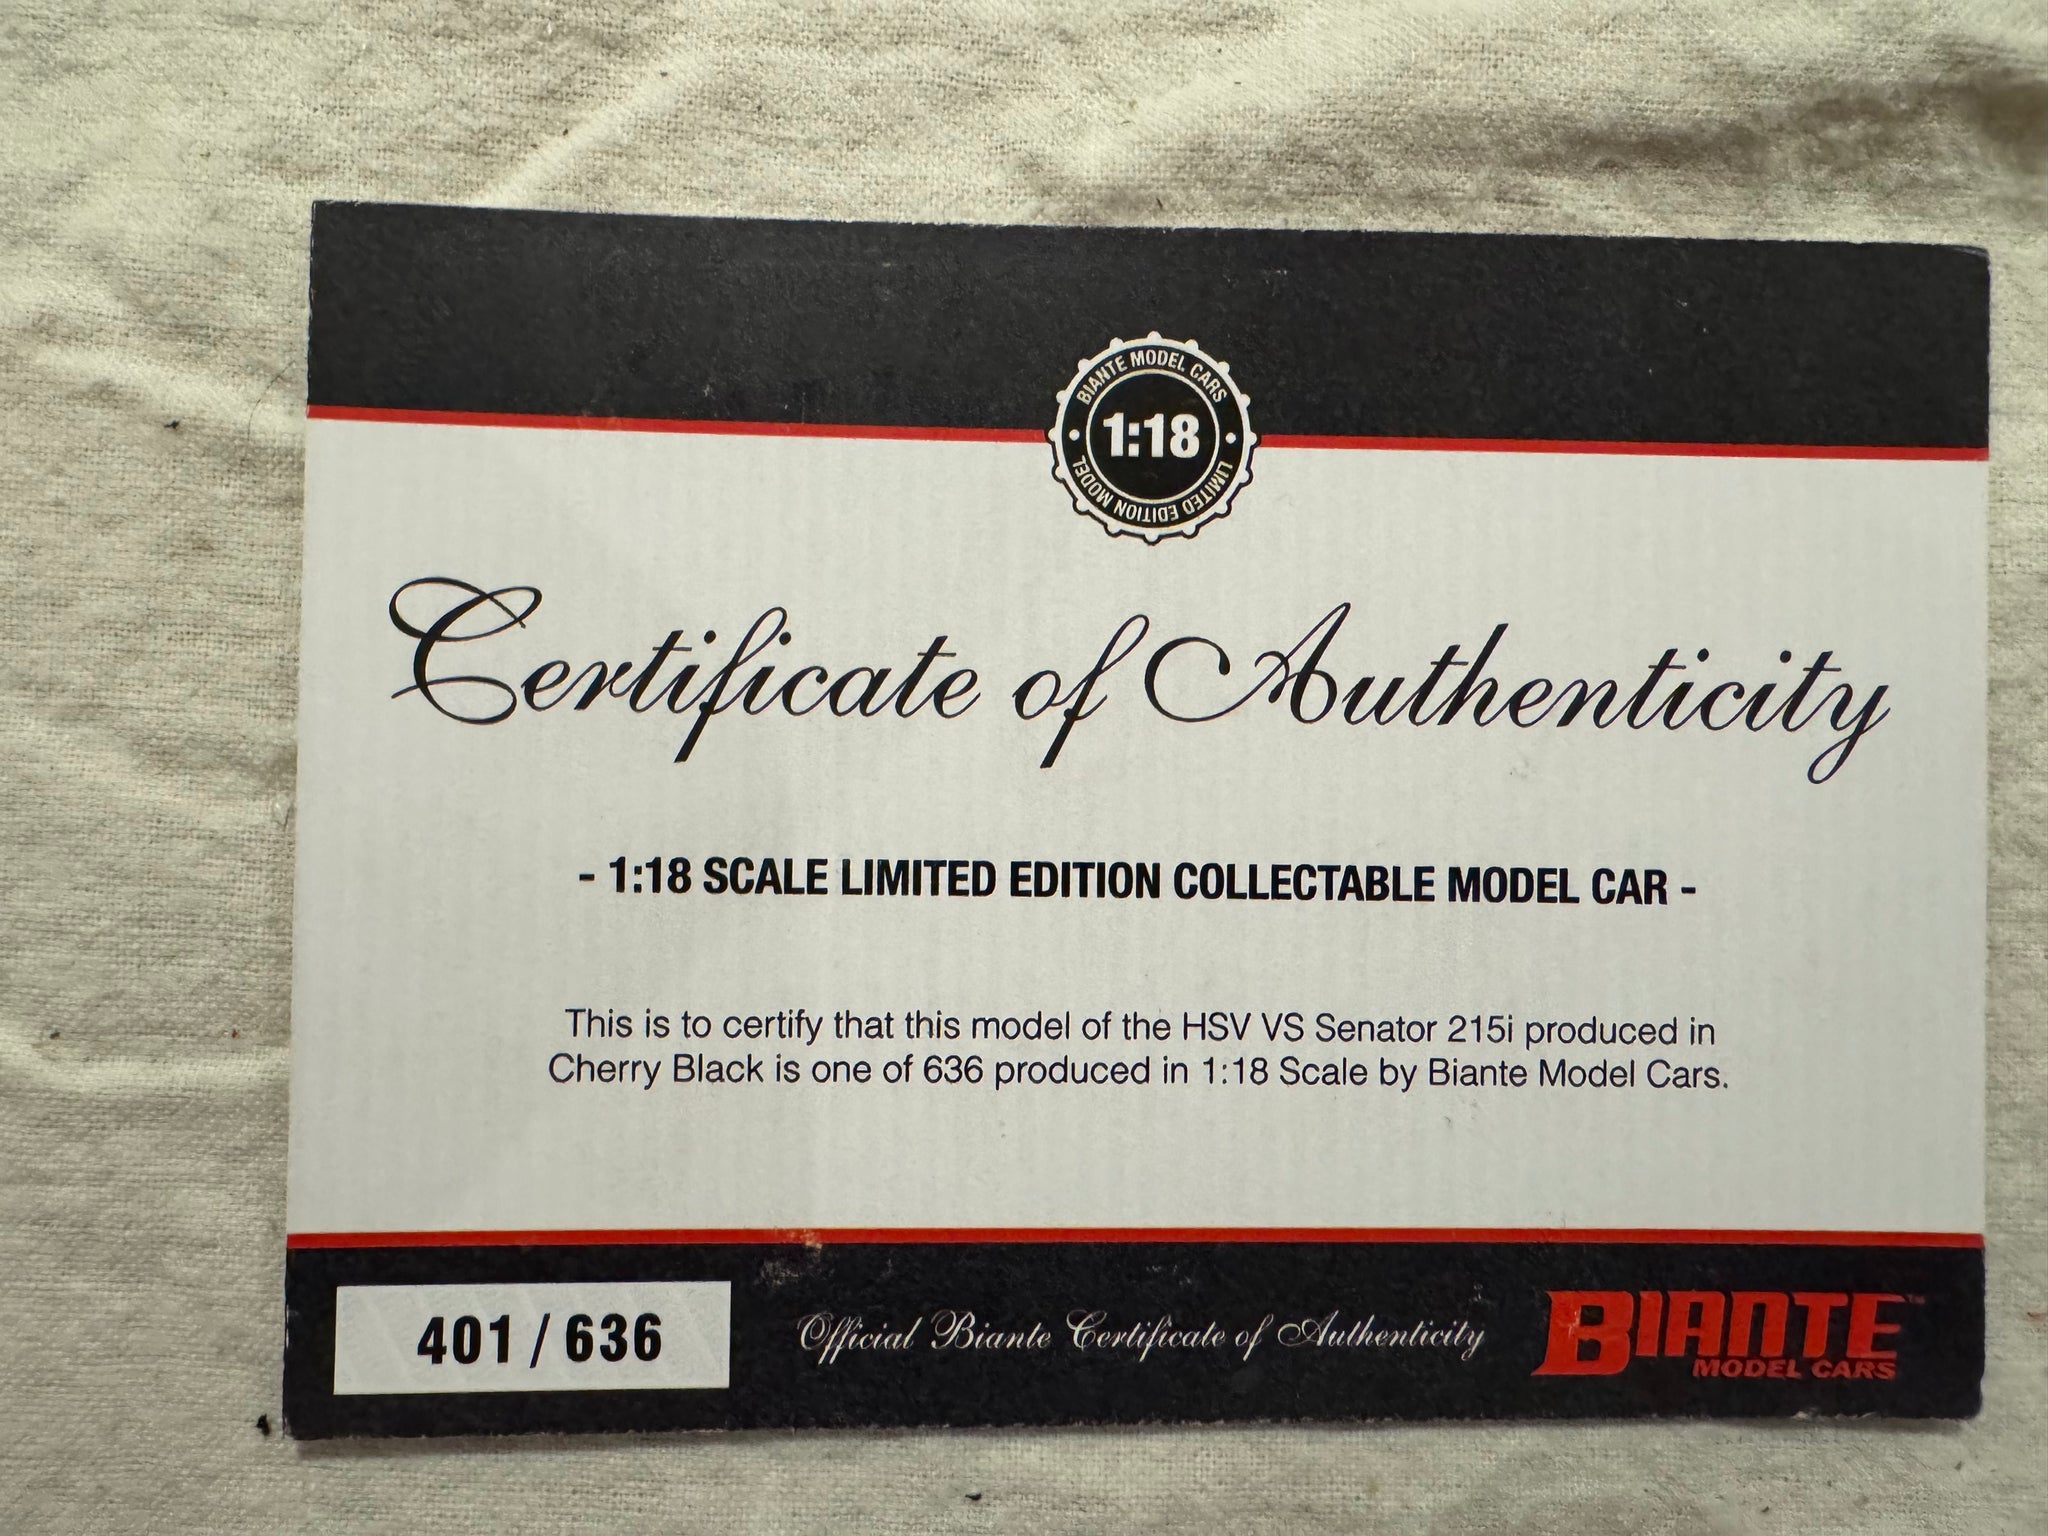 BIANTE MODEL CARS
1:18
LIMITED EDITION MODEL
Certificate of Authenticity
- 1:18 SCALE LIMITED EDITION COLLECTABLE MODEL CAR -
This is to certify that this model of the HSV VS Senator 215i produced in
Cherry Black is one of 636 produced in 1:18 Scale by Biante Model Cars.
401 / 636
Official Biante Certificate of Authenticity
BIANTE™
MODEL CARS